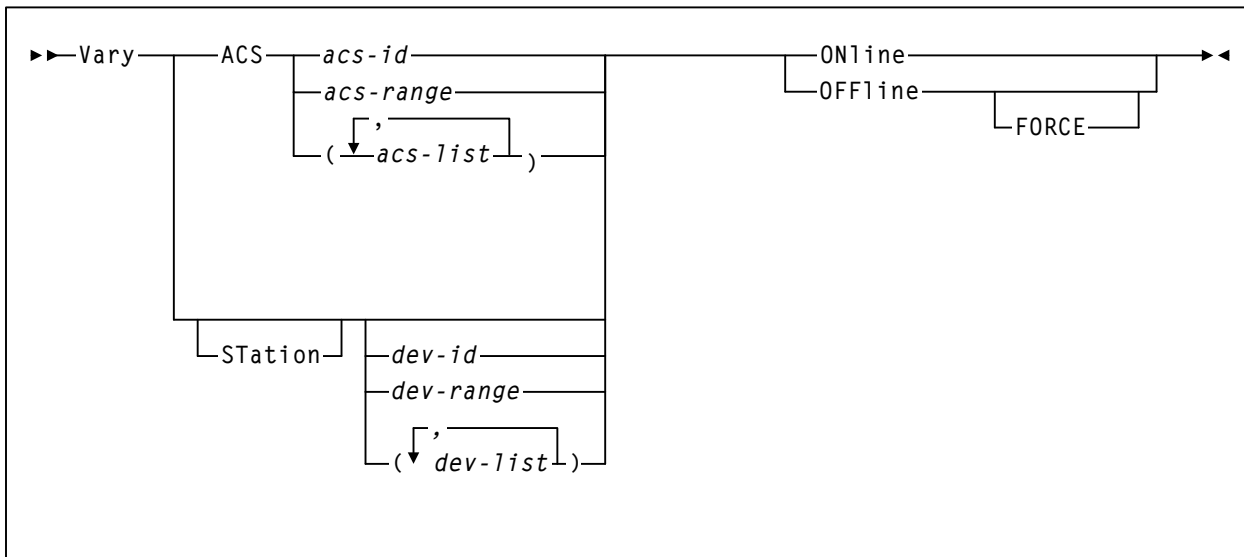 Vary ACS acs-id ONline
acs-range OFFline
, FORCE
( acs-list )
STation dev-id
dev-range
,
( dev-list )